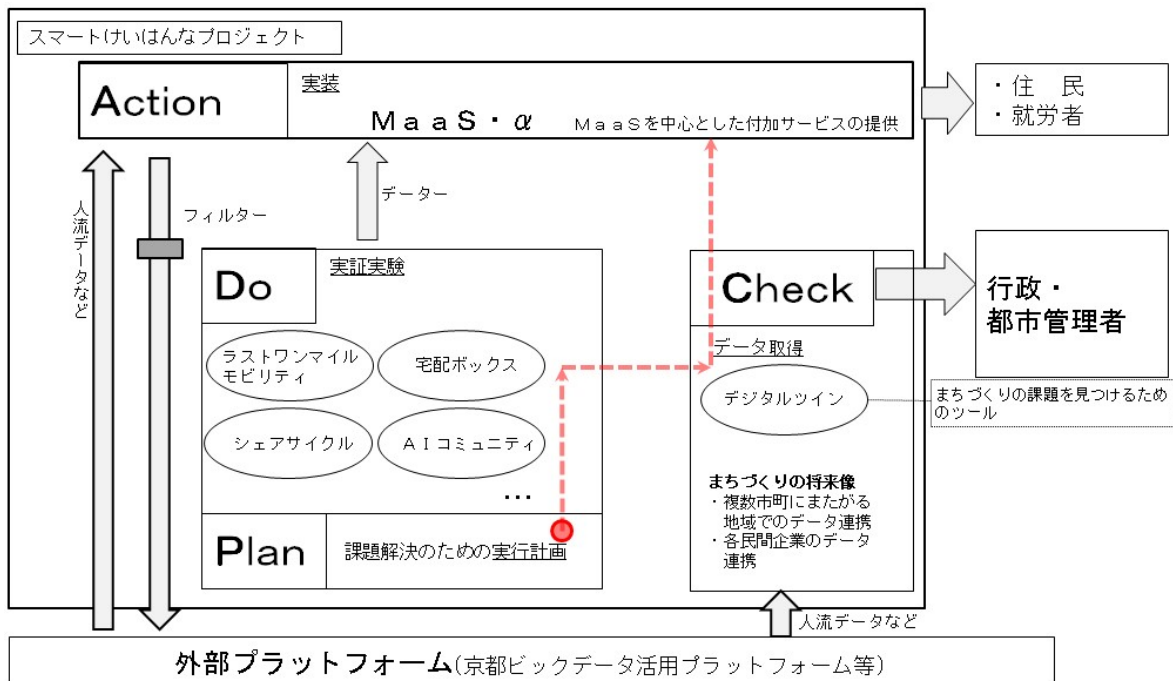 スマートけいはんなプロジェクト
Action
実装
MaaS・α
MaaSを中心とした付加サービスの提供
・住　民
・就労者
人流データなど
フィルター
データー
Do
実証実験
ラストワンマイル
モビリティ
宅配ボックス
シェアサイクル
AIコミュニティ
…
Plan
課題解決のための実行計画
Check
データ取得
デジタルツイン
まちづくりの将来像
・複数市町にまたがる
地域でのデータ連携
・各民間企業のデータ
連携
行政・
都市管理者
まちづくりの課題を見つけるため
のツール
人流データなど
外部プラットフォーム(京都ビックデータ活用プラットフォーム等)